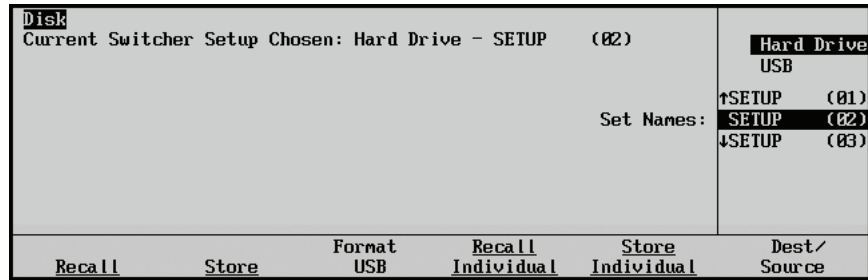 Disk
Current Switcher Setup Chosen: Hard Drive - SETUP (02)
Hard Drive
USB
↑SETUP (01)
Set Names: SETUP (02)
↓SETUP (03)
Recall
Store
Format USB
Recall Individual
Store Individual
Dest/ Source